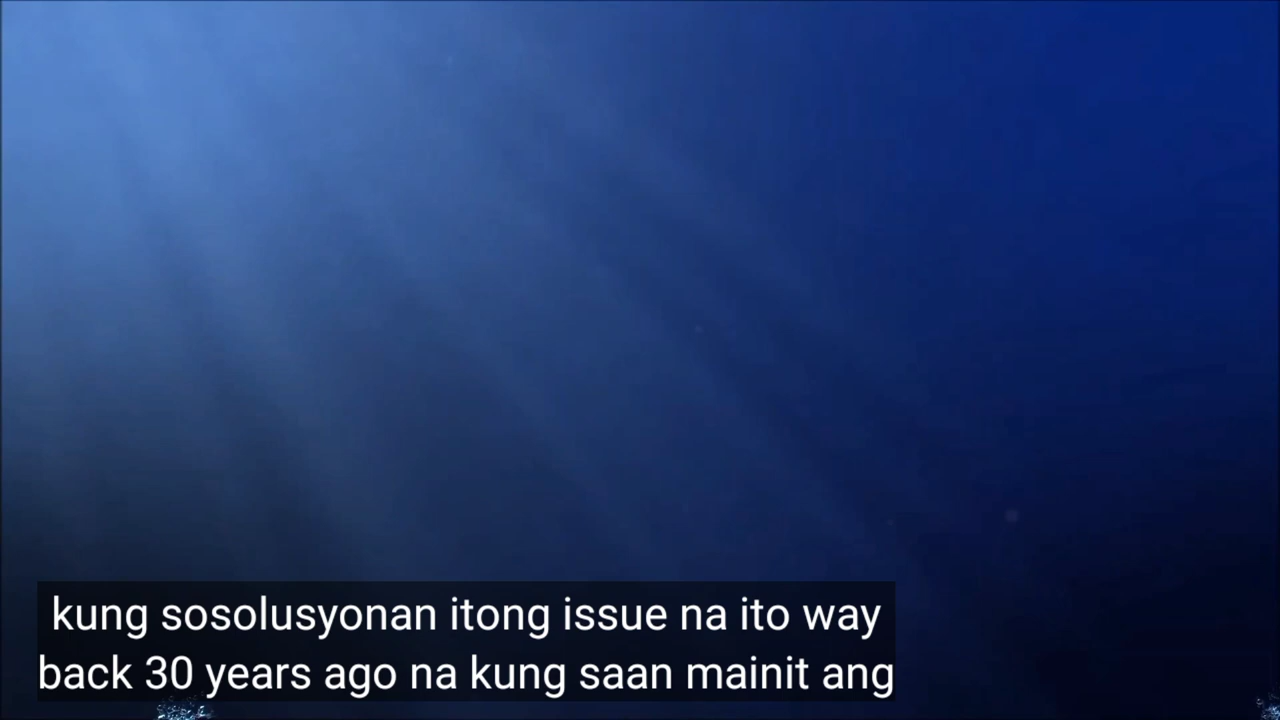 kung sosolusyonan itong issue na ito way
back 30 years ago na kung saan mainit ang